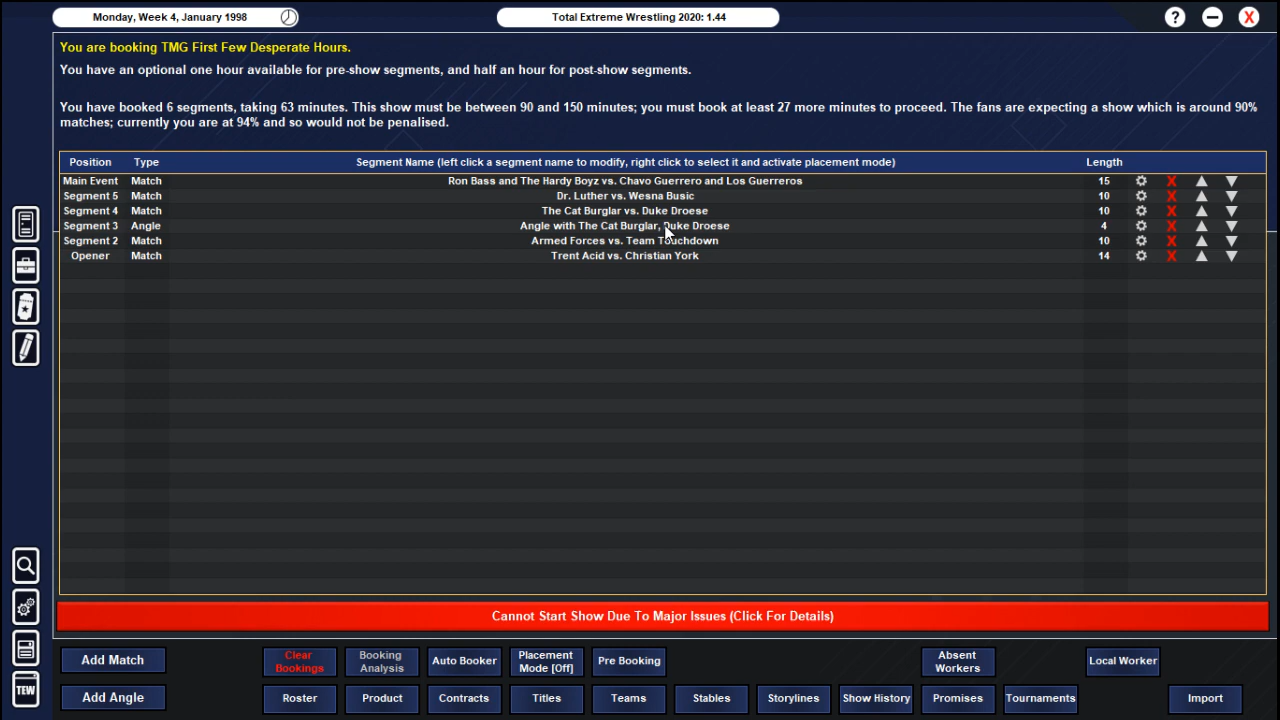 Monday, Week 4, January 1998
Total Extreme Wrestling 2020: 1.44
?
X
You are booking TMG First Few Desperate Hours.
You have an optional one hour available for pre-show segments, and half an hour for post-show segments.
You have booked 6 segments, taking 63 minutes. This show must be between 90 and 150 minutes; you must book at least 27 more minutes to proceed. The fans are expecting a show which is around 90%
matches; currently you are at 94% and so would not be penalised.
Position Type Segment Name (left click a segment name to modify, right click to select it and activate placement mode) Length
Main Event Match Ron Bass and The Hardy Boyz vs. Chavo Guerrero and Los Guerreros 15 X
Segment 5 Match Dr. Luther vs. Wesna Busic 10 X
Segment 4 Match The Cat Burglar vs. Duke Droese 10 X
Segment 3 Angle Angle with The Cat Burglar, Duke Droese 4 X
Segment 2 Match Armed Forces vs. Team Touchdown 10 X
Opener Match Trent Acid vs. Christian York 14 X
Cannot Start Show Due To Major Issues (Click For Details)
Add Match
Clear Bookings
Booking Analysis
Auto Booker
Placement Mode [Off]
Pre Booking
Absent Workers
Local Worker
TEW
Add Angle
Roster
Product
Contracts
Titles
Teams
Stables
Storylines
Show History
Promises
Tournaments
Import